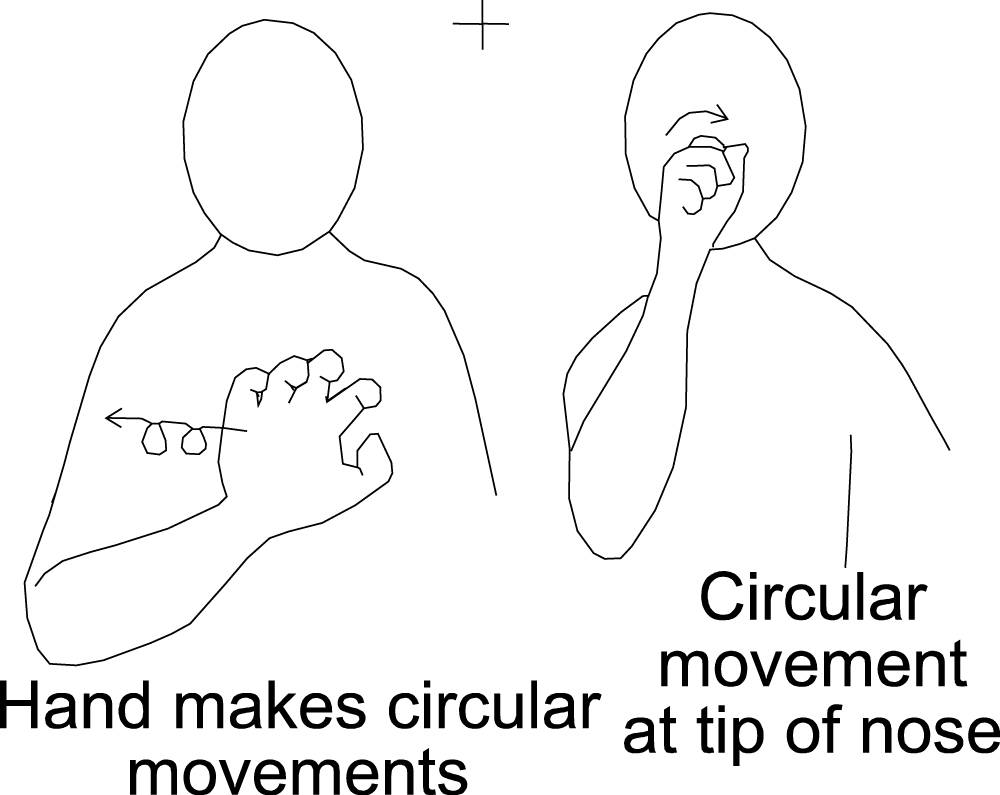 Hand makes circular
movements
Circular
movement
at tip of nose